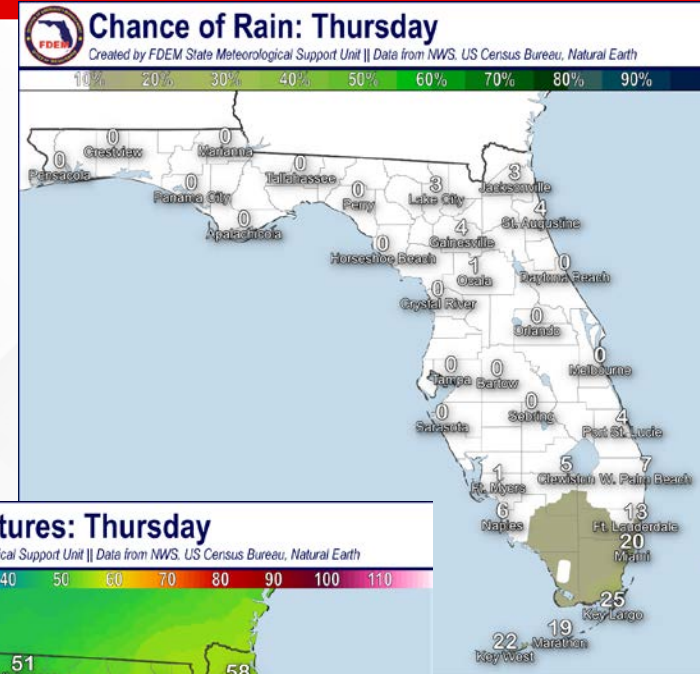 FDEM
Chance of Rain: Thursday
Created by FDEM State Meteorological Support Unit || Data from NWS, US Census Bureau, Natural Earth
10% 20% 30% 40% 50% 60% 70% 80% 90%
0 Pensacola
0 Crestview
0 Marianna
0 Panama City
0 Apalachicola
0 Tallahassee
0 Perry
3 Lake City
3 Jacksonville
4 St. Augustine
4 Gainesville
0 Horseshoe Beach
1 Ocala
0 Daytona Beach
0 Crystal River
0 Orlando
0 Melbourne
0 Tampa
0 Bartow
0 Sebring
0 Sarasota
4 Port St. Lucie
1 Ft. Myers
5 Clewiston
7 W. Palm Beach
6 Naples
13 Ft. Lauderdale
20 Miami
25 Key Largo
19 Marathon
22 Key West
tures: Thursday
cal Support Unit || Data from NWS, US Census Bureau, Natural Earth
40 50 60 70 80 90 100 110
51
58